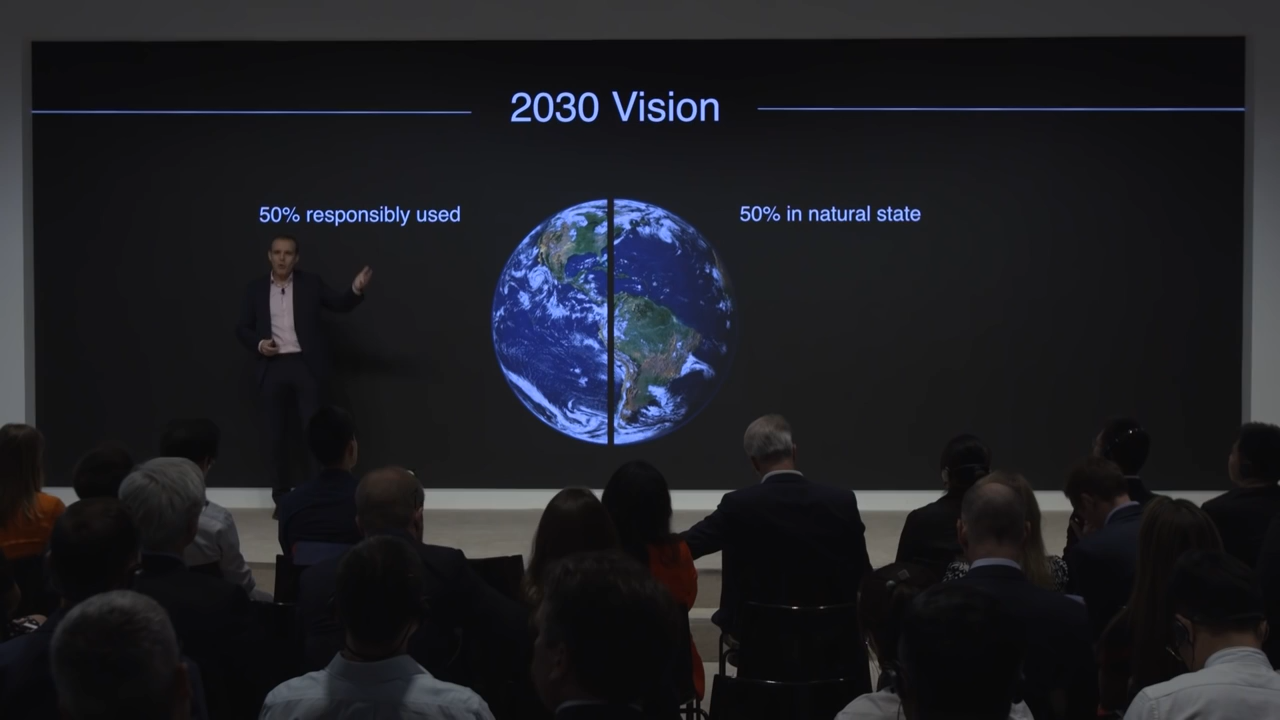 2030 Vision
50% responsibly used
50% in natural state